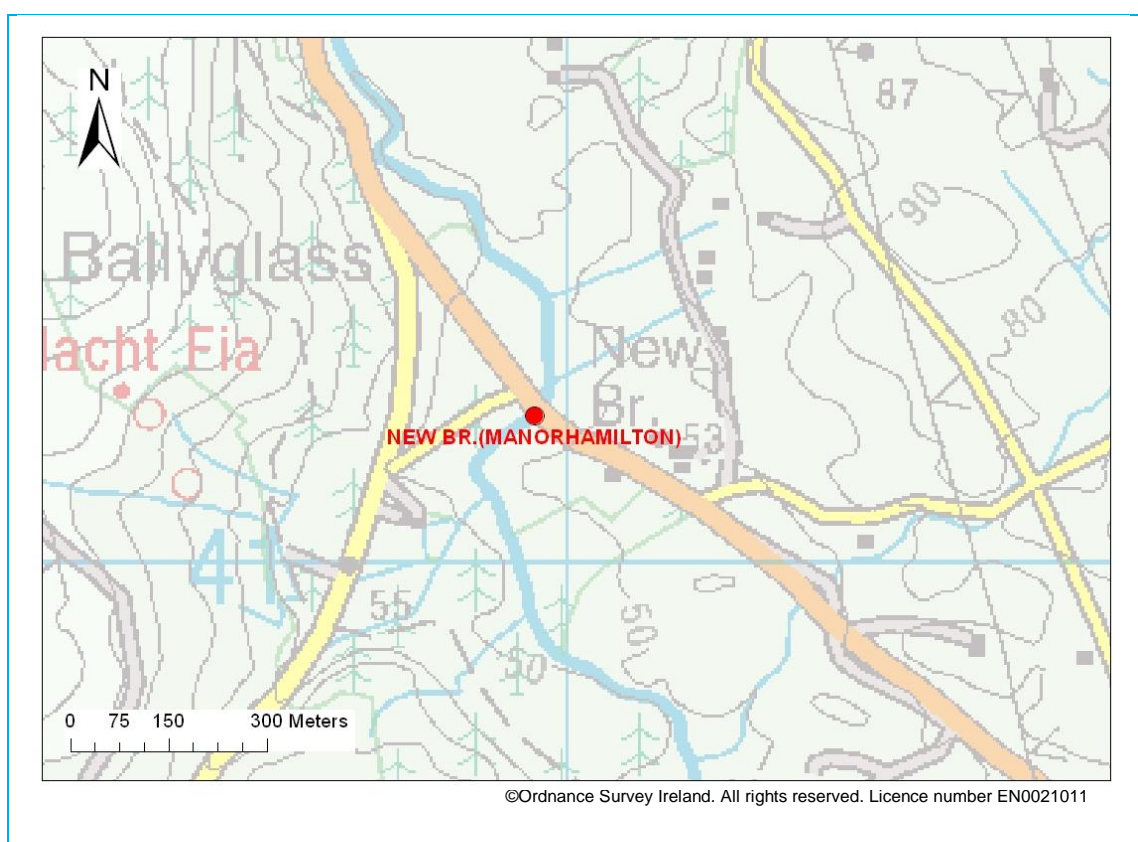 N
87
90
Ballyglass
80
lacht Eia
New
Br.
53
NEW BR.(MANORHAMILTON)
41
55
50
50
0 75 150 300 Meters
©Ordnance Survey Ireland. All rights reserved. Licence number EN0021011